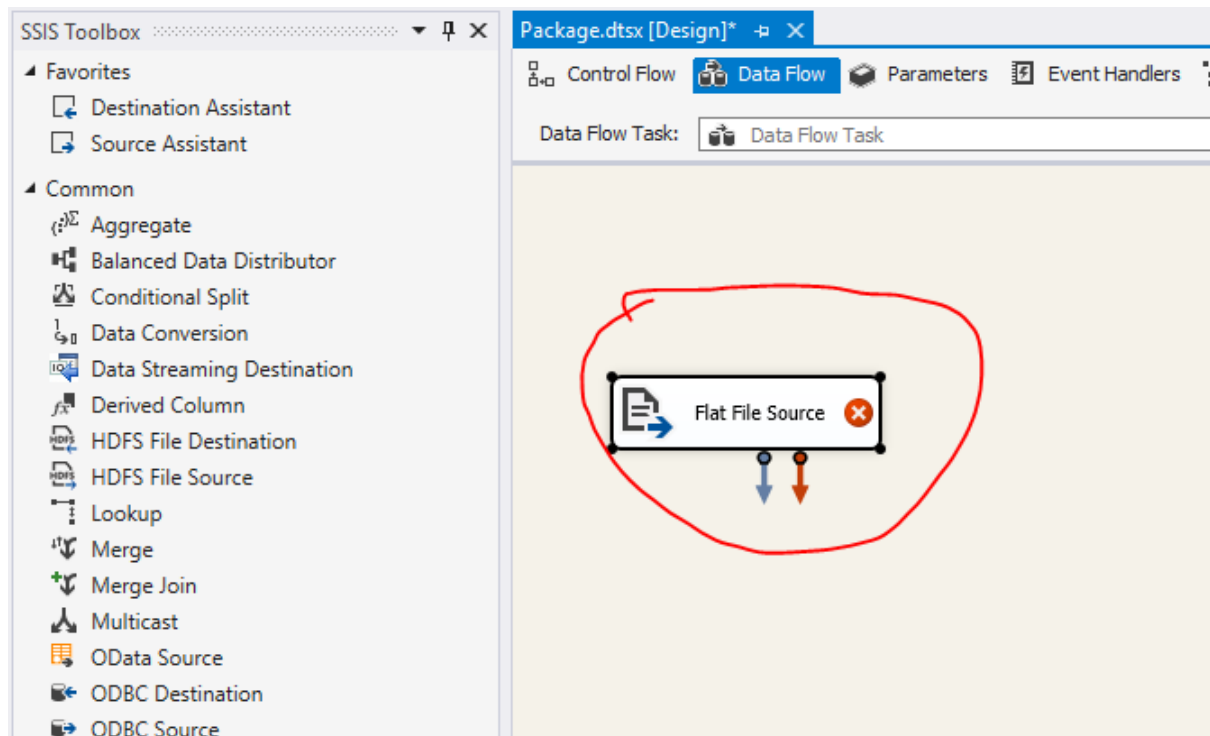 SSIS Toolbox
Favorites
Destination Assistant
Source Assistant
Common
Aggregate
Balanced Data Distributor
Conditional Split
Data Conversion
Data Streaming Destination
Derived Column
HDFS File Destination
HDFS File Source
Lookup
Merge
Merge Join
Multicast
OData Source
ODBC Destination
ODBC Source
Package.dtsx [Design]*
Control Flow Data Flow Parameters Event Handlers
Data Flow Task: Data Flow Task
Flat File Source